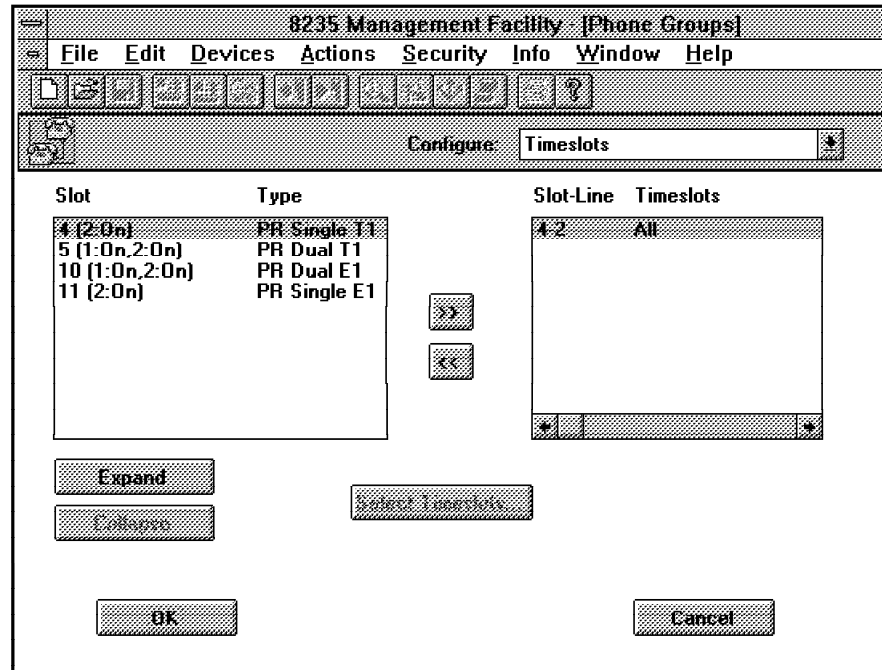 8235 Management Facility - [Phone Groups]
File Edit Devices Actions Security Info Window Help
Configure: Timeslots
Slot Type Slot-Line Timeslots
4 (2:On) PR Single T1 4-2 All
5 (1:On,2:On) PR Dual T1
10 (1:On,2:On) PR Dual E1
11 (2:On) PR Single E1
>>
<<
Expand
Select Timeslots...
Collapse
OK Cancel